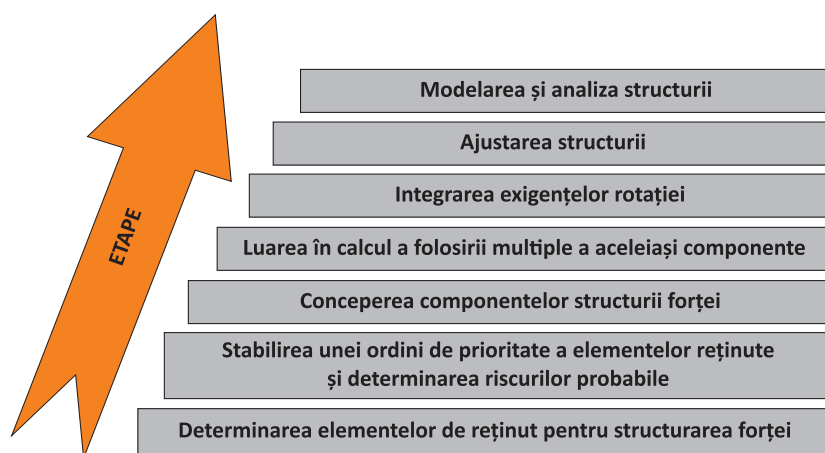 Modelarea și analiza structurii
Ajustarea structurii
Integrarea exigențelor rotației
Luarea în calcul a folosirii multiple a aceleiași componente
Conceperea componentelor structurii forței
Stabilirea unei ordini de prioritate a elementelor reținute
și determinarea riscurilor probabile
Determinarea elementelor de reținut pentru structurarea forței
ETAPE